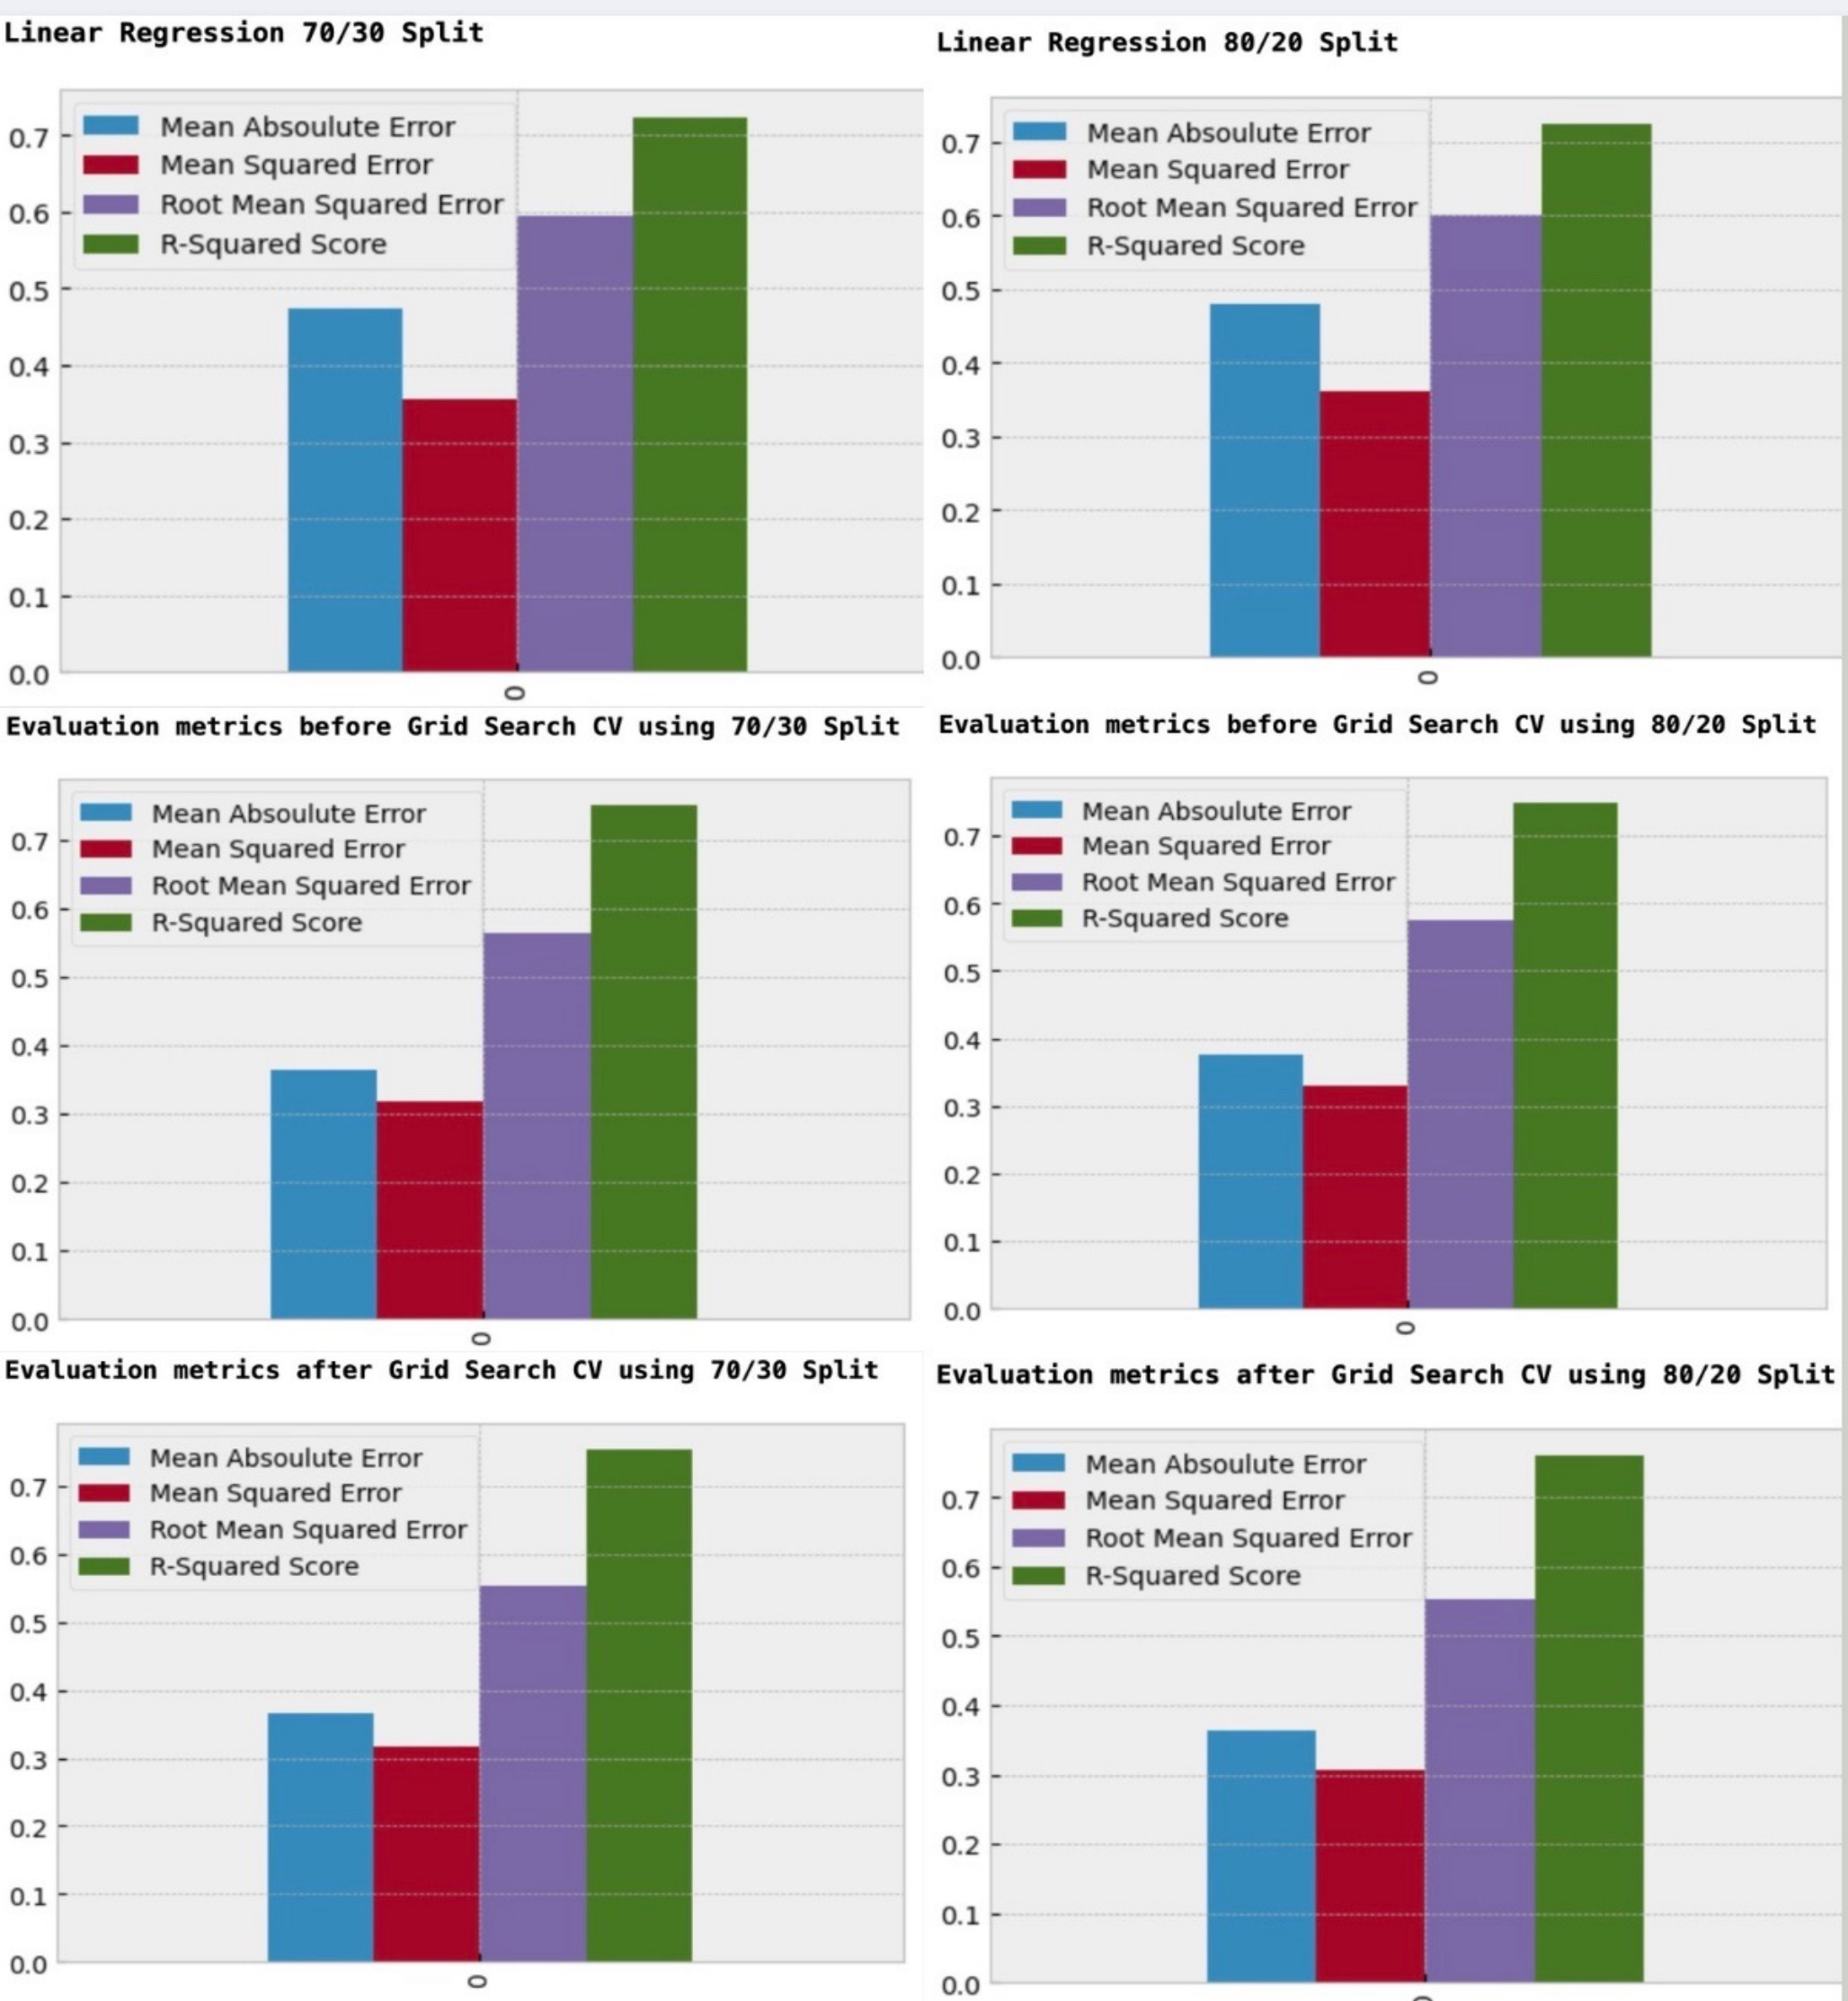 Linear Regression 70/30 Split
Mean Absoulute Error
Mean Squared Error
Root Mean Squared Error
R-Squared Score
0.7
0.6
0.5
0.4
0.3
0.2
0.1
0.0
0
Linear Regression 80/20 Split
Mean Absoulute Error
Mean Squared Error
Root Mean Squared Error
R-Squared Score
0.7
0.6
0.5
0.4
0.3
0.2
0.1
0.0
0
Evaluation metrics before Grid Search CV using 70/30 Split
Mean Absoulute Error
Mean Squared Error
Root Mean Squared Error
R-Squared Score
0.7
0.6
0.5
0.4
0.3
0.2
0.1
0.0
0
Evaluation metrics before Grid Search CV using 80/20 Split
Mean Absoulute Error
Mean Squared Error
Root Mean Squared Error
R-Squared Score
0.7
0.6
0.5
0.4
0.3
0.2
0.1
0.0
0
Evaluation metrics after Grid Search CV using 70/30 Split
Mean Absoulute Error
Mean Squared Error
Root Mean Squared Error
R-Squared Score
0.7
0.6
0.5
0.4
0.3
0.2
0.1
0.0
0
Evaluation metrics after Grid Search CV using 80/20 Split
Mean Absoulute Error
Mean Squared Error
Root Mean Squared Error
R-Squared Score
0.7
0.6
0.5
0.4
0.3
0.2
0.1
0.0
0